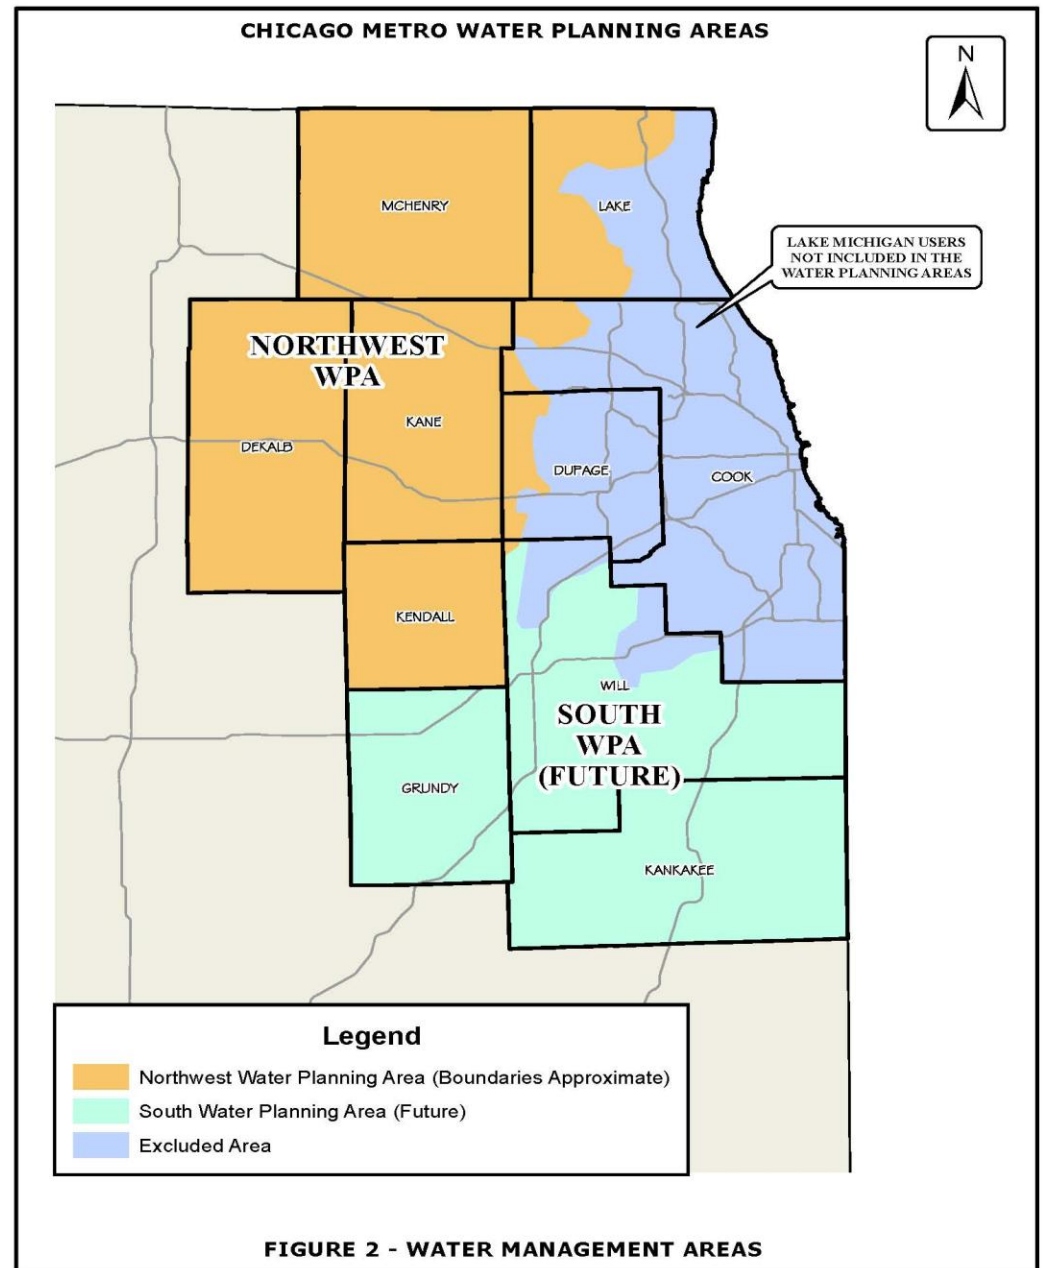 CHICAGO METRO WATER PLANNING AREAS
N
MCHENRY
LAKE
LAKE MICHIGAN USERS
NOT INCLUDED IN THE
WATER PLANNING AREAS
NORTHWEST
WPA
KANE
DEKALB
DUPAGE
COOK
KENDALL
WILL
SOUTH
WPA
(FUTURE)
GRUNDY
KANKAKEE
Legend
Northwest Water Planning Area (Boundaries Approximate)
South Water Planning Area (Future)
Excluded Area
FIGURE 2 - WATER MANAGEMENT AREAS